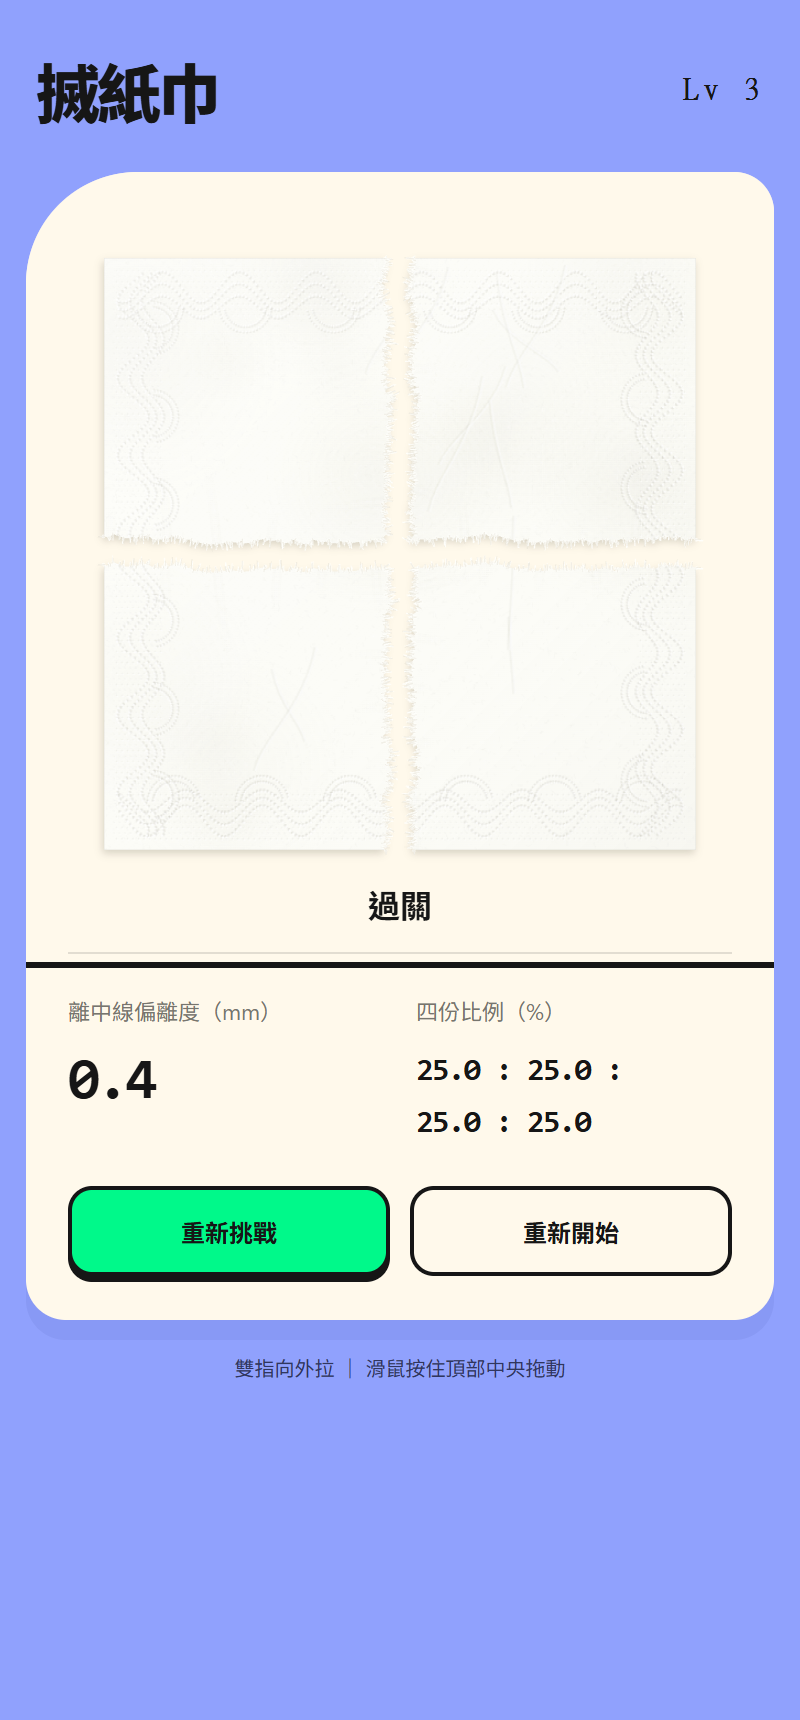 搣紙巾
Lv 3
過關
離中線偏離度（mm）
四份比例（%）
0.4
25.0 : 25.0 :
25.0 : 25.0
重新挑戰
重新開始
雙指向外拉 ｜ 滑鼠按住頂部中央拖動